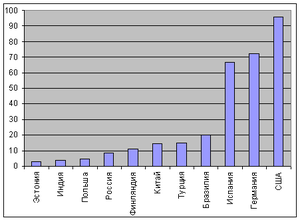 100
90
80
70
60
50
40
30
20
10
0
Эстония
Индия
Польша
Россия
Финляндия
Китай
Турция
Бразилия
Испания
Германия
США